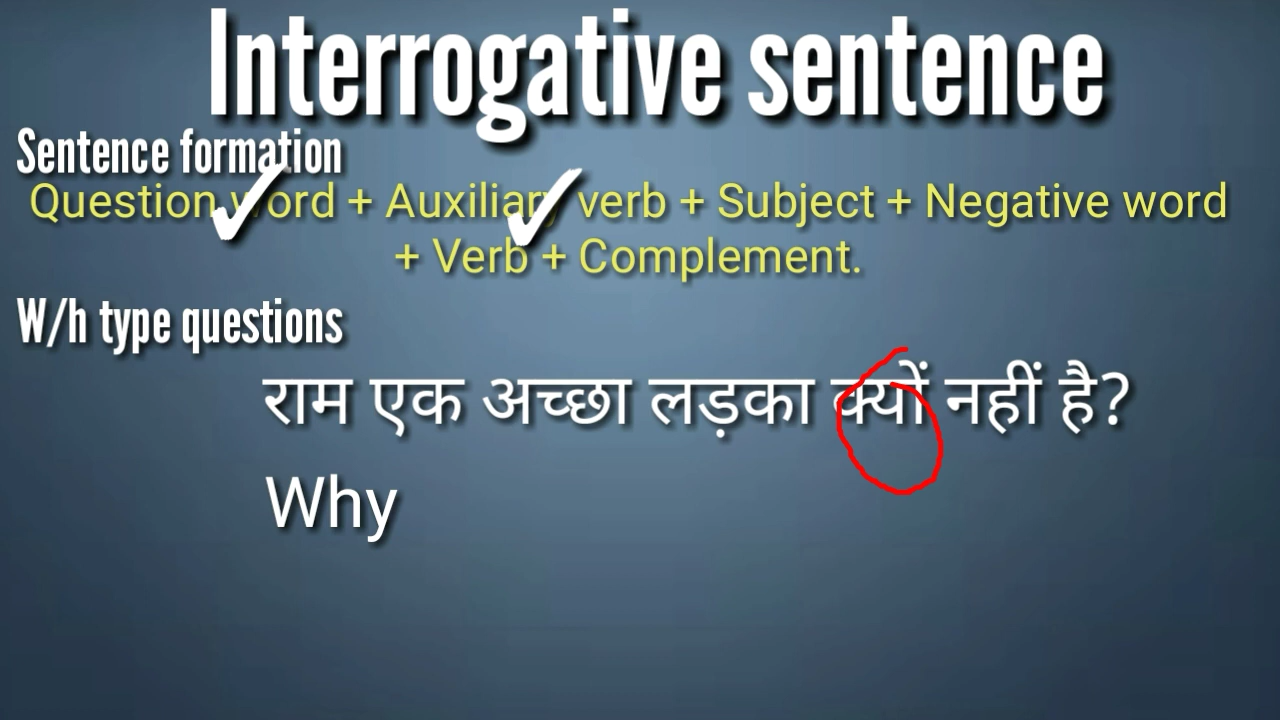 Interrogative sentence
Sentence formation
Question word + Auxiliary verb + Subject + Negative word
+ Verb + Complement.
W/h type questions
राम एक अच्छा लड़का क्यों नहीं है?
Why